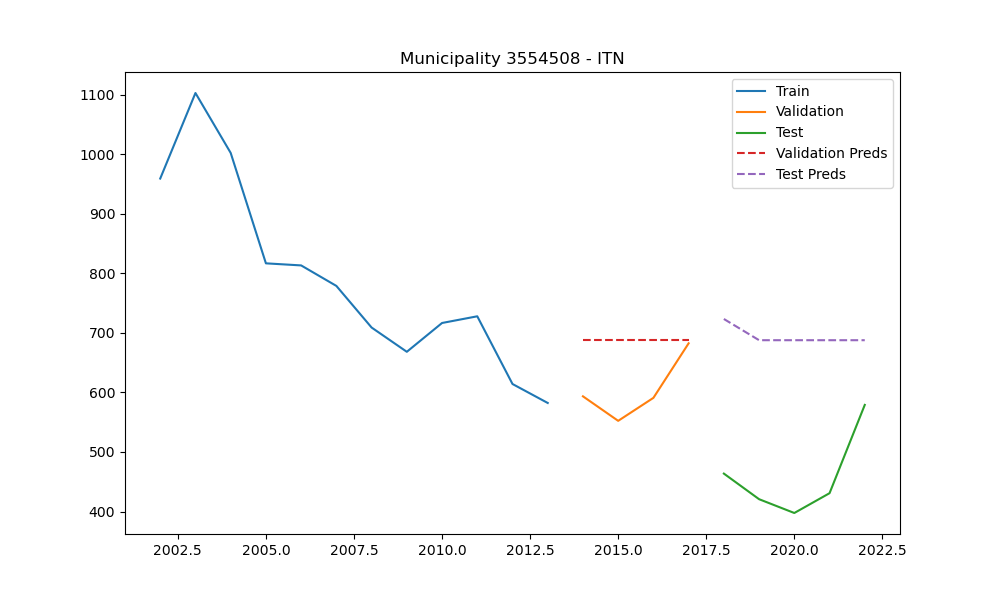 Municipality 3554508 - ITN
1100
1000
900
800
700
600
500
400
2002.5 2005.0 2007.5 2010.0 2012.5 2015.0 2017.5 2020.0 2022.5
Train
Validation
Test
Validation Preds
Test Preds